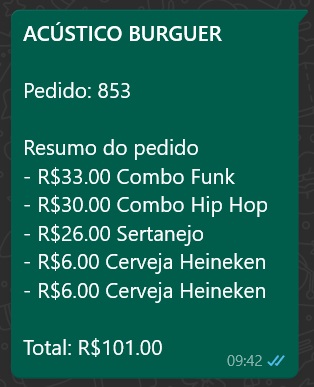 ACÚSTICO BURGUER
Pedido: 853
Resumo do pedido
- R$33.00 Combo Funk
- R$30.00 Combo Hip Hop
- R$26.00 Sertanejo
- R$6.00 Cerveja Heineken
- R$6.00 Cerveja Heineken
Total: R$101.00
09:42